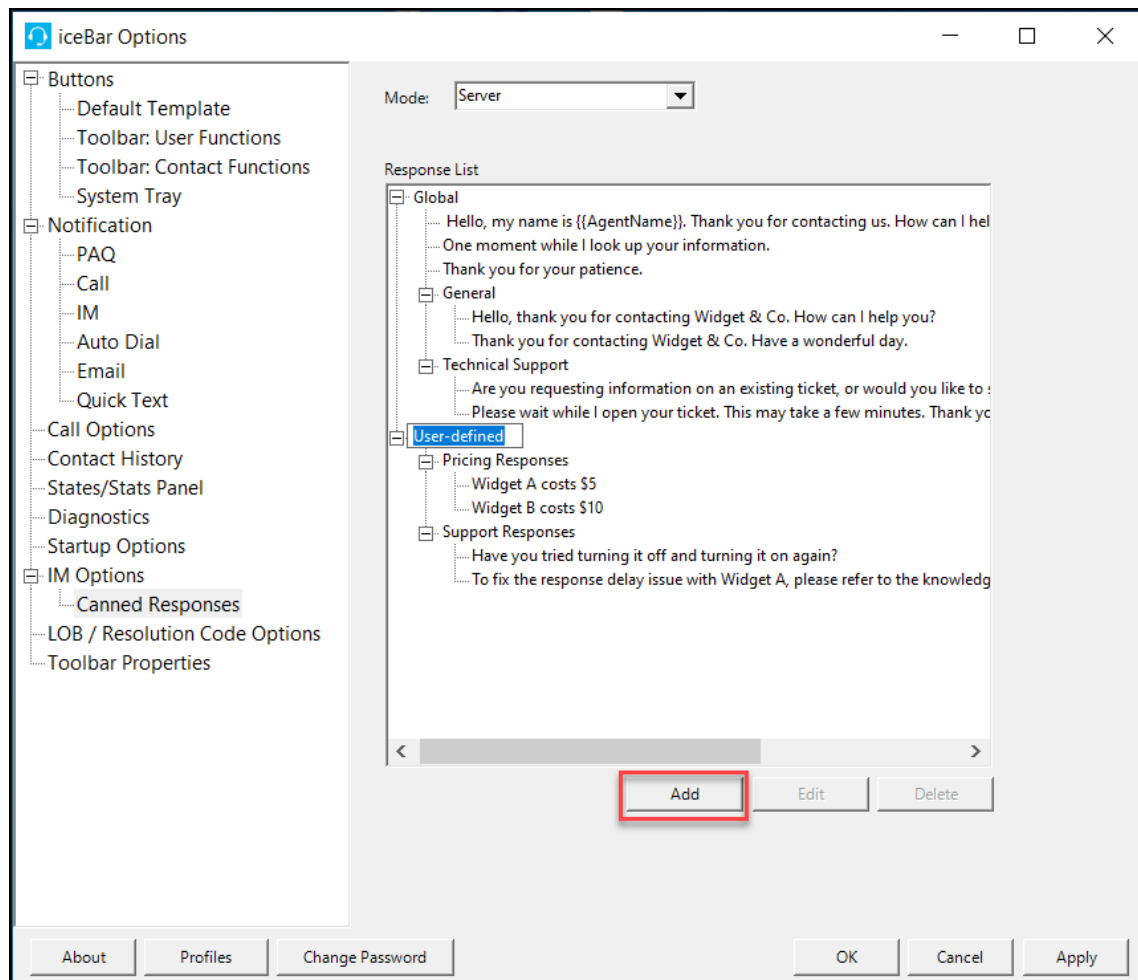 iceBar Options
Buttons
Default Template
Toolbar: User Functions
Toolbar: Contact Functions
System Tray
Notification
PAQ
Call
IM
Auto Dial
Email
Quick Text
Call Options
Contact History
States/Stats Panel
Diagnostics
Startup Options
IM Options
Canned Responses
LOB / Resolution Code Options
Toolbar Properties
Mode: Server
Response List
Global
Hello, my name is {{AgentName}}. Thank you for contacting us. How can I hel
One moment while I look up your information.
Thank you for your patience.
General
Hello, thank you for contacting Widget & Co. How can I help you?
Thank you for contacting Widget & Co. Have a wonderful day.
Technical Support
Are you requesting information on an existing ticket, or would you like to
Please wait while I open your ticket. This may take a few minutes. Thank yo
User-defined
Pricing Responses
Widget A costs $5
Widget B costs $10
Support Responses
Have you tried turning it off and turning it on again?
To fix the response delay issue with Widget A, please refer to the knowledg
Add Edit Delete
About Profiles Change Password OK Cancel Apply